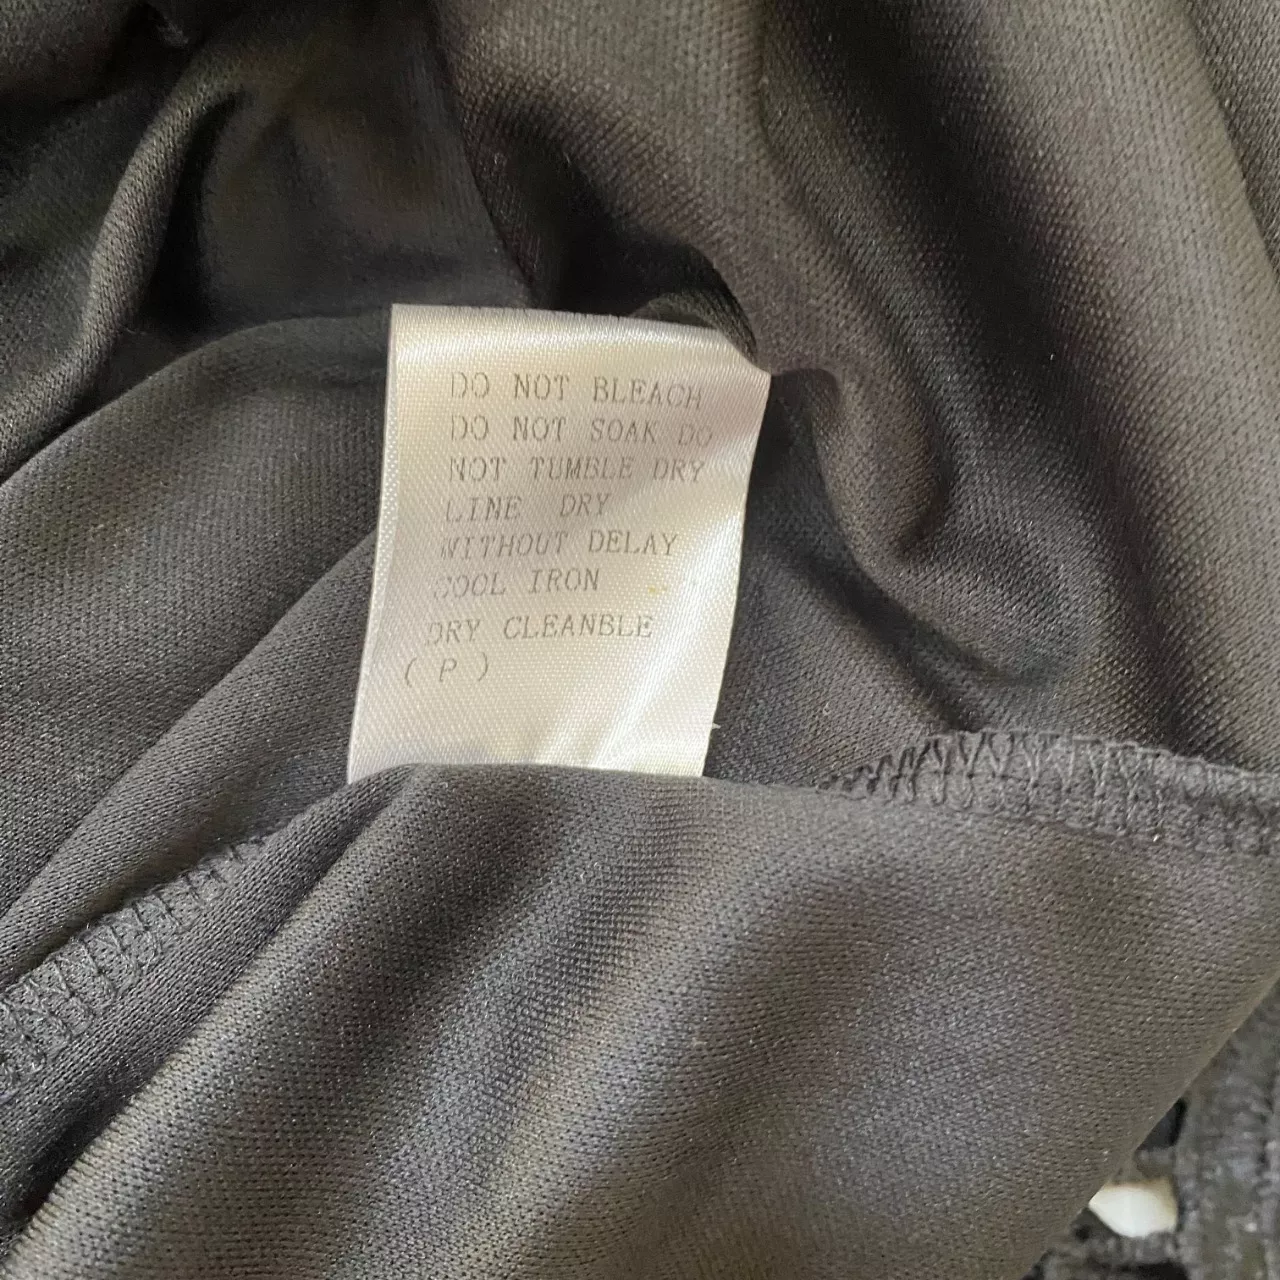 DO NOT BLEACH
DO NOT SOAK DO
NOT TUMBLE DRY
LINE DRY
WITHOUT DELAY
COOL IRON
DRY CLEANBLE
( P )